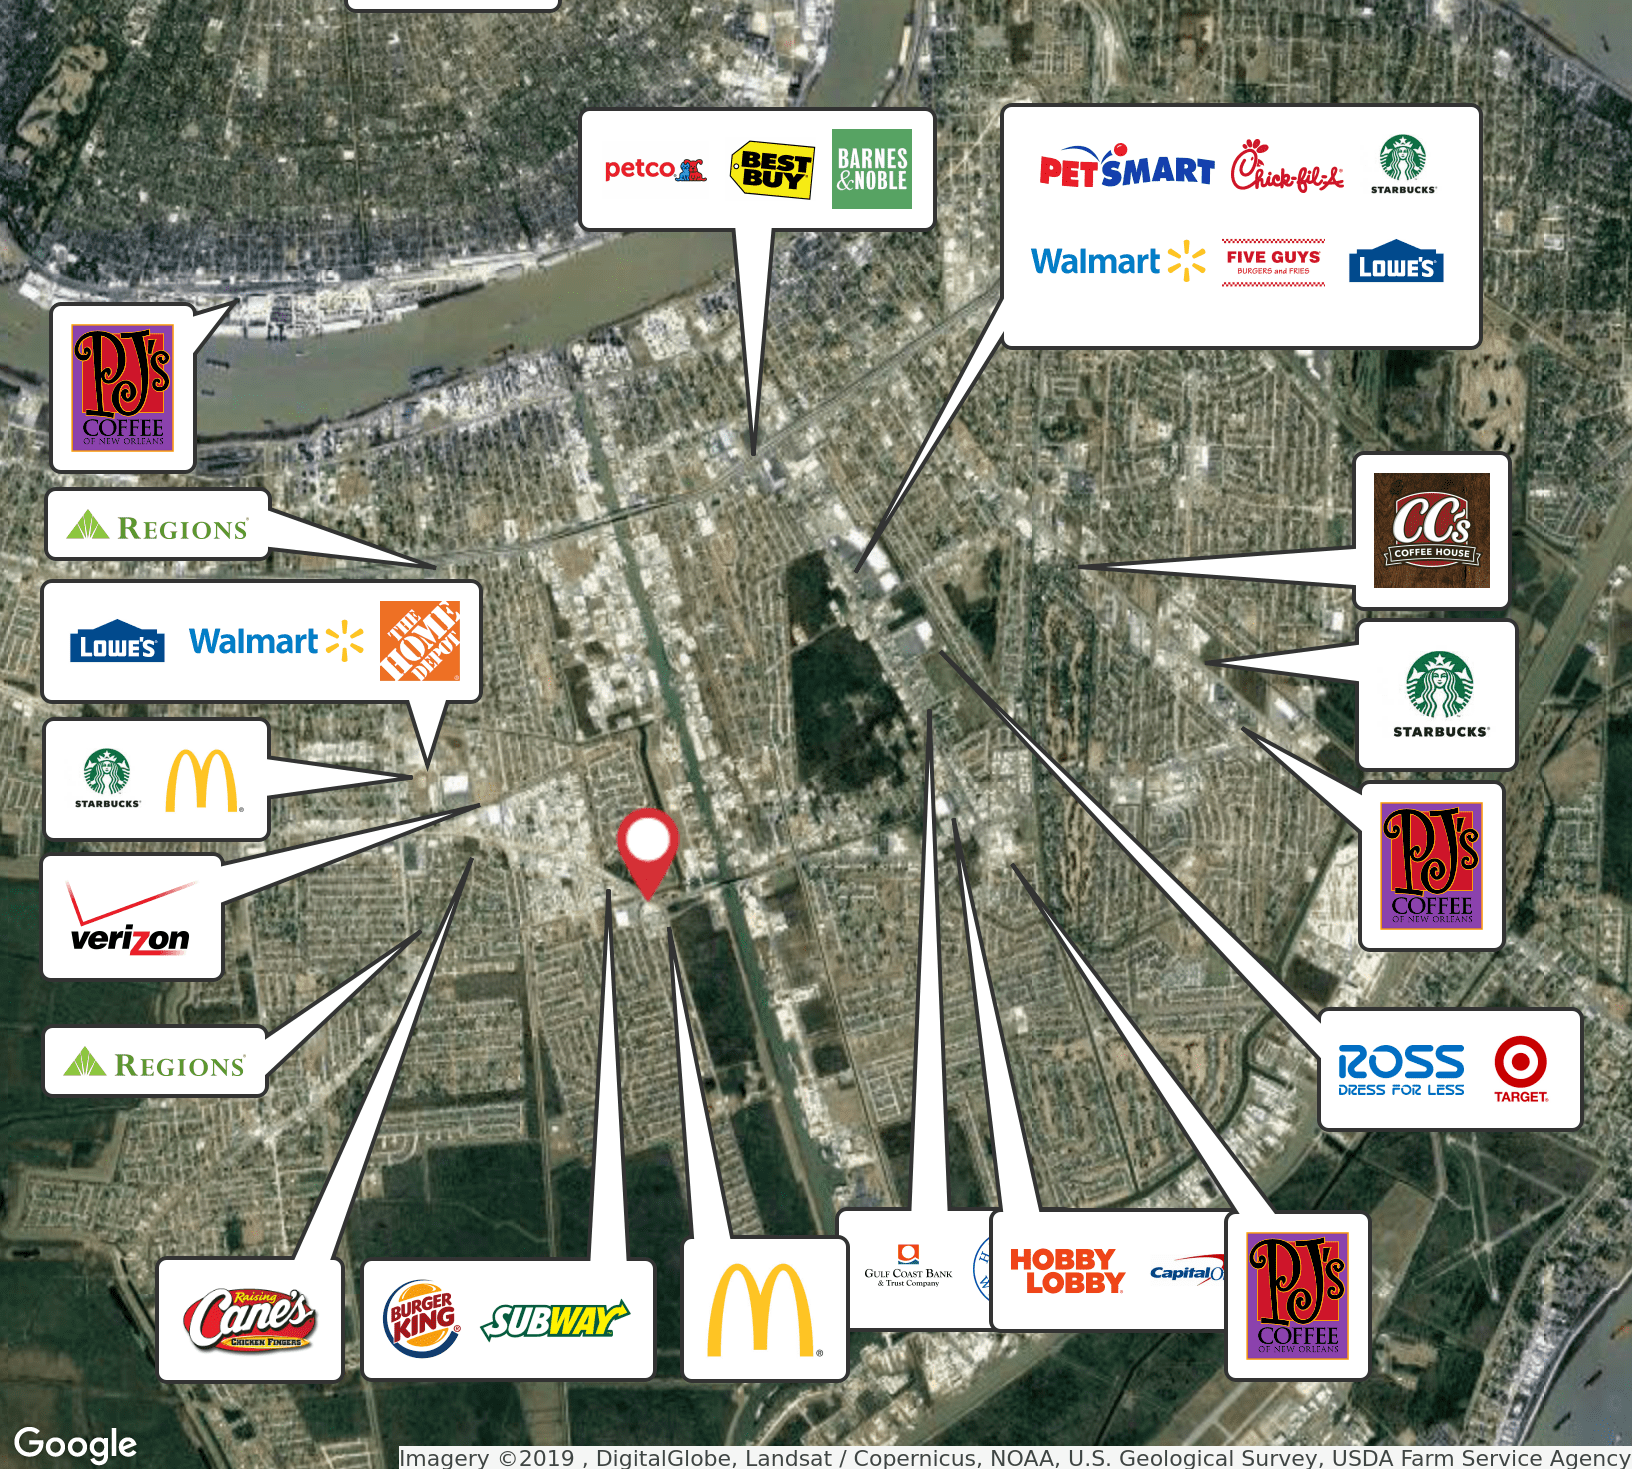 petco
BEST BUY
BARNES & NOBLE
PETSMART
Chick-fil-A
STARBUCKS
Walmart
FIVE GUYS
BURGERS and FRIES
LOWE'S
PJ's
COFFEE
OF NEW ORLEANS
REGIONS
CC's
COFFEE HOUSE
LOWE'S
Walmart
THE HOME DEPOT
STARBUCKS
STARBUCKS
PJ's
COFFEE
OF NEW ORLEANS
verizon
REGIONS
ROSS
DRESS FOR LESS
TARGET
Raising
Cane's
CHICKEN FINGERS
BURGER KING
SUBWAY
GULF COAST BANK
& Trust Company
HOBBY
LOBBY
PJ's
COFFEE
OF NEW ORLEANS
Google
Imagery ©2019 , DigitalGlobe, Landsat / Copernicus, NOAA, U.S. Geological Survey, USDA Farm Service Agency